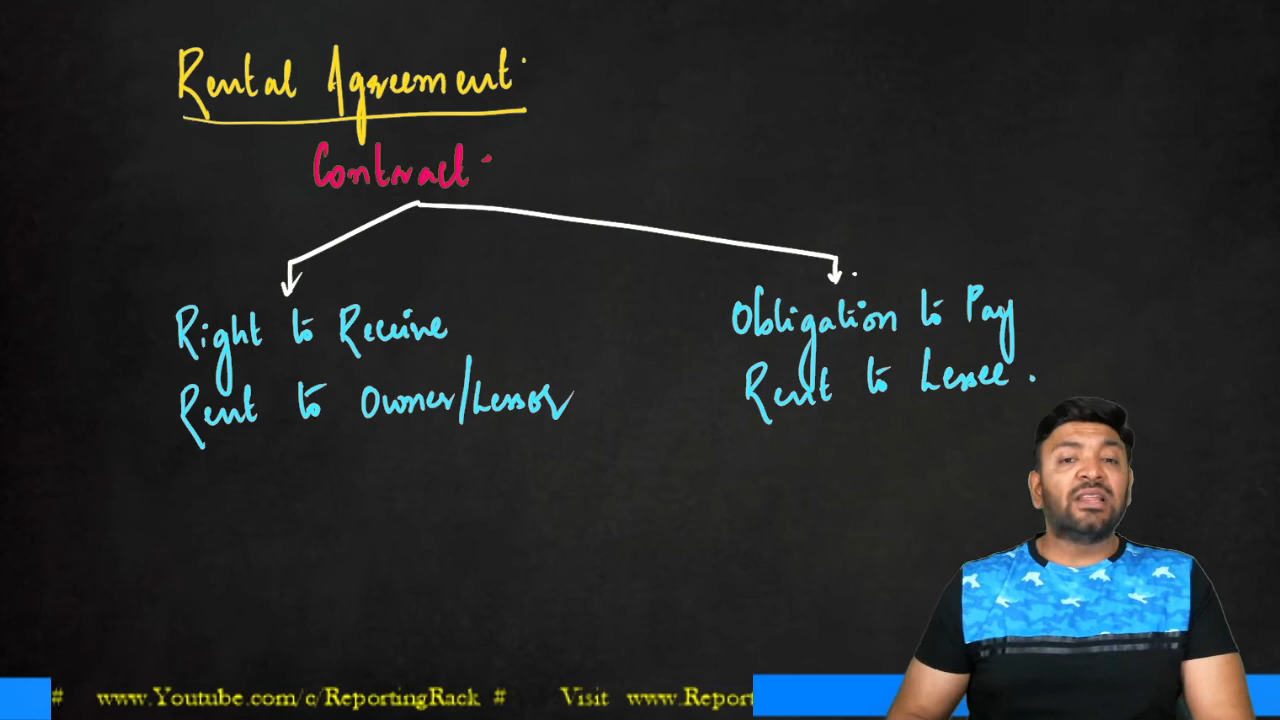 Rental Agreement
Contract
Right to Receive
Rent to Owner/Lessor
Obligation to Pay
Rent to Lessee.
# www.Youtube.com/c/ReportingRack # Visit www.Report